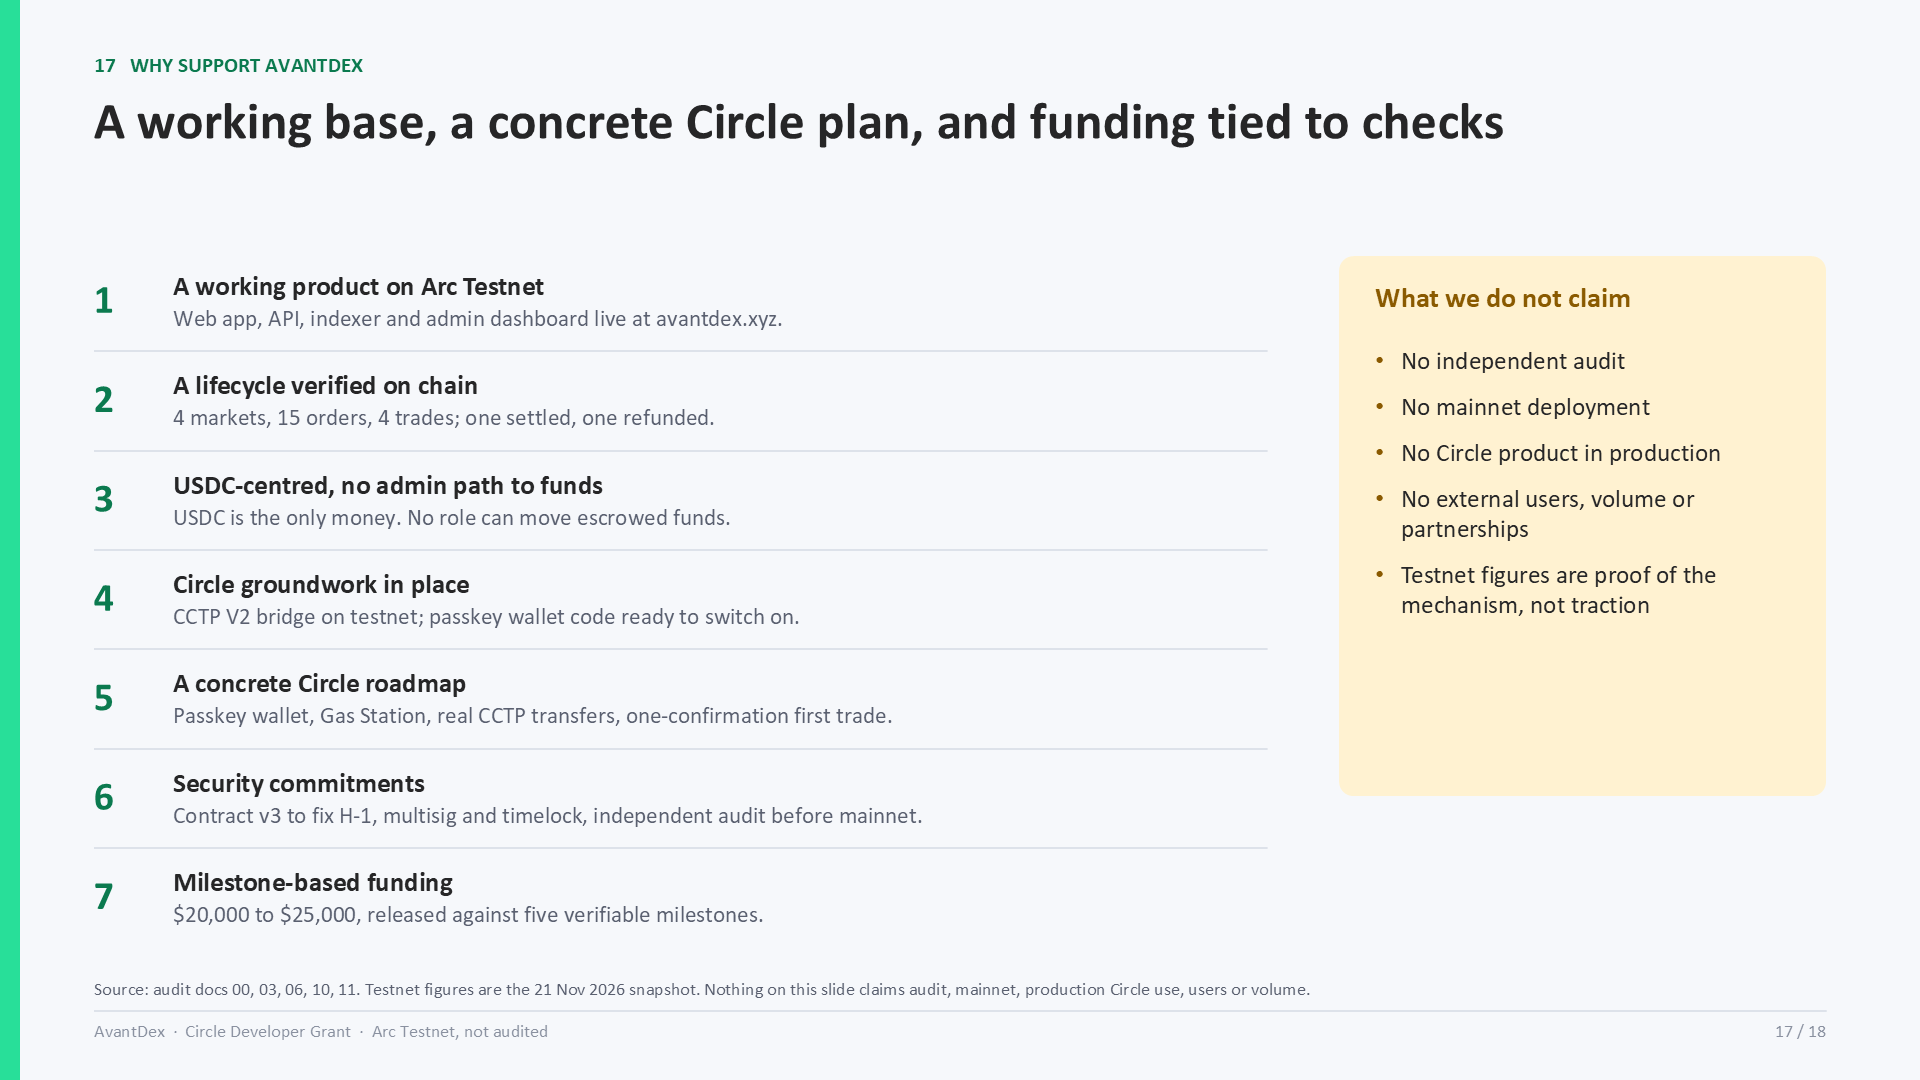 17 WHY SUPPORT AVANTDEX
A working base, a concrete Circle plan, and funding tied to checks
1
A working product on Arc Testnet
Web app, API, indexer and admin dashboard live at avantdex.xyz.
2
A lifecycle verified on chain
4 markets, 15 orders, 4 trades; one settled, one refunded.
3
USDC-centred, no admin path to funds
USDC is the only money. No role can move escrowed funds.
4
Circle groundwork in place
CCTP V2 bridge on testnet; passkey wallet code ready to switch on.
5
A concrete Circle roadmap
Passkey wallet, Gas Station, real CCTP transfers, one-confirmation first trade.
6
Security commitments
Contract v3 to fix H-1, multisig and timelock, independent audit before mainnet.
7
Milestone-based funding
$20,000 to $25,000, released against five verifiable milestones.
What we do not claim
• No independent audit
• No mainnet deployment
• No Circle product in production
• No external users, volume or
partnerships
• Testnet figures are proof of the
mechanism, not traction
Source: audit docs 00, 03, 06, 10, 11. Testnet figures are the 21 Nov 2026 snapshot. Nothing on this slide claims audit, mainnet, production Circle use, users or volume.
AvantDex · Circle Developer Grant · Arc Testnet, not audited
17 / 18